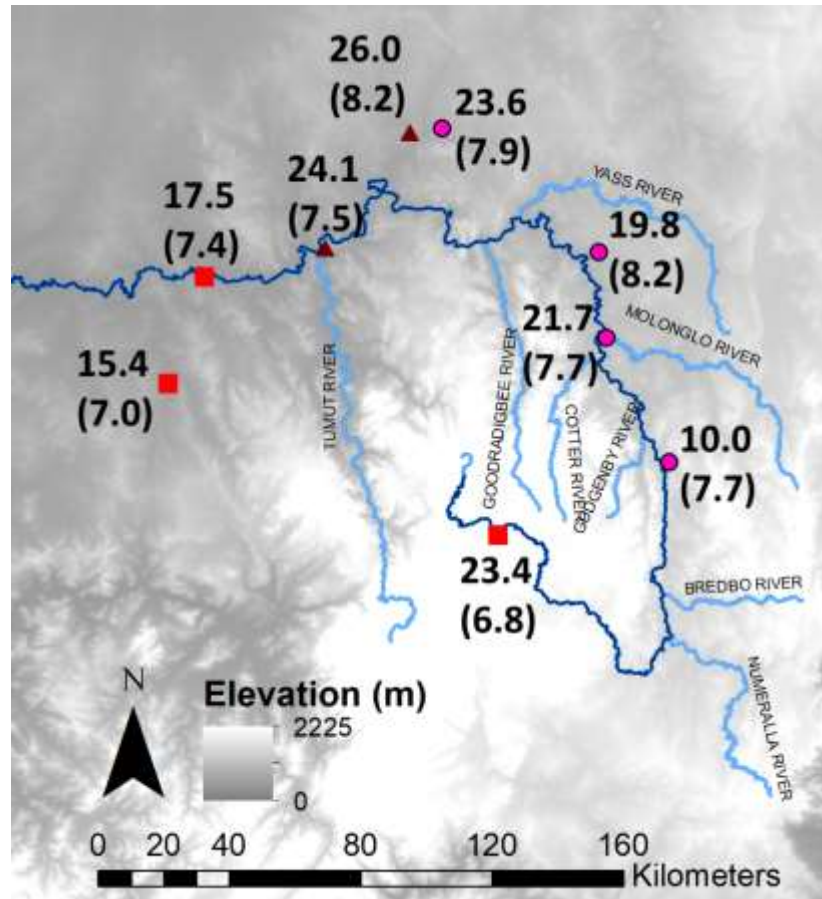 26.0
(8.2)
23.6
(7.9)
24.1
(7.5)
17.5
(7.4)
YASS RIVER
19.8
(8.2)
21.7
(7.7)
MOLONGLO RIVER
15.4
(7.0)
TUMUT RIVER
GOODRADIGBEE RIVER
COTTER RIVER
GUDGENBY RIVER
10.0
(7.7)
23.4
(6.8)
BREDBO RIVER
NUMERALLA RIVER
N
Elevation (m)
2225
0
0 20 40 80 120 160
Kilometers